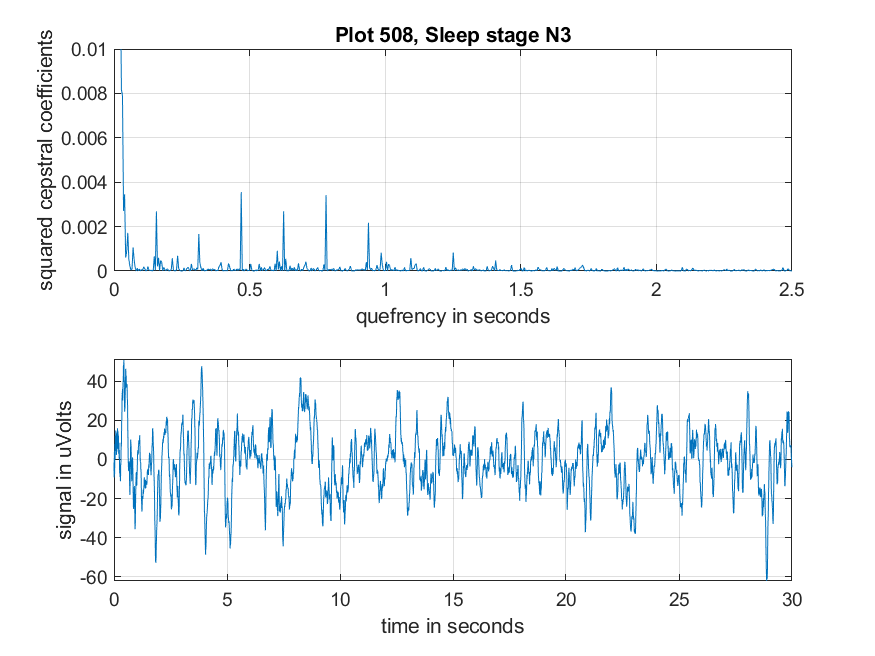 Plot 508, Sleep stage N3
squared cepstral coefficients
0.01
0.008
0.006
0.004
0.002
0
0 0.5 1 1.5 2 2.5
quefrency in seconds
signal in uVolts
40
20
0
-20
-40
-60
0 5 10 15 20 25 30
time in seconds